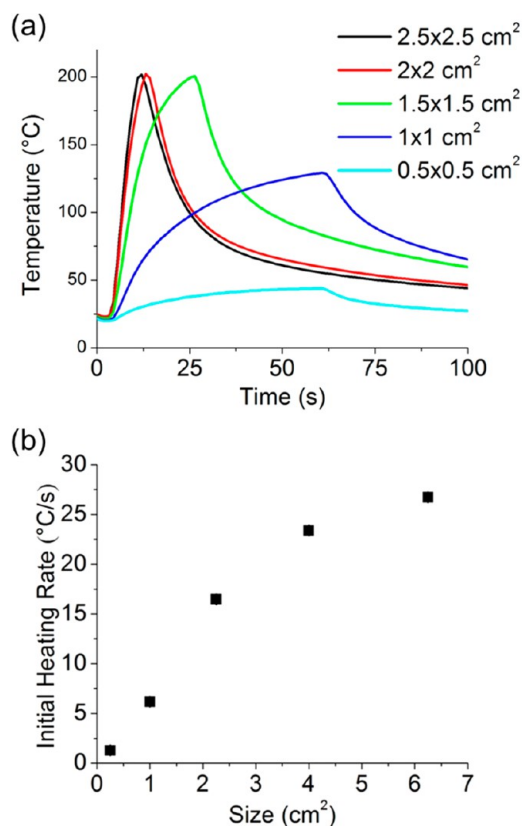 (a)
2.5x2.5 cm²
2x2 cm²
1.5x1.5 cm²
1x1 cm²
0.5x0.5 cm²
200
150
100
50
0
Temperature (°C)
0 25 50 75 100
Time (s)
(b)
30
25
20
15
10
5
0
Initial Heating Rate (°C/s)
0 1 2 3 4 5 6 7
Size (cm²)